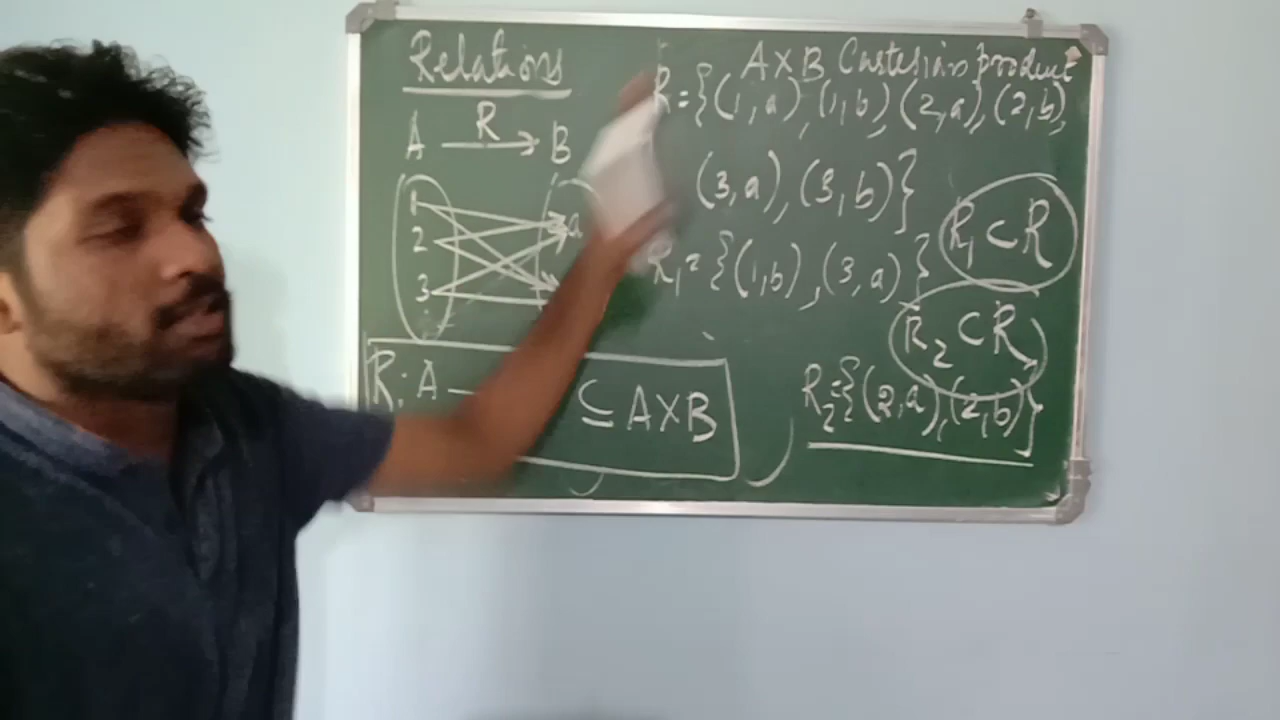 Relations
A R→ B
1
2
3
a
R: A —
⊆ A×B
A×B Cartesian product
R = {(1, a), (1, b), (2, a), (2, b),
(3, a), (3, b)}
R₁ = {(1, b), (3, a)}
R₁ ⊂ R
R₂ ⊂ R
R₂ = {(2, a), (2, b)}